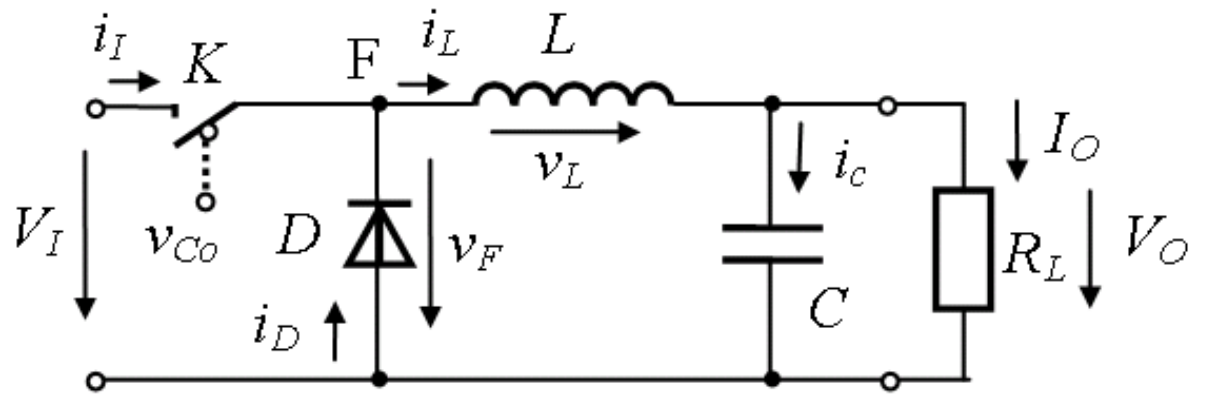 i_I K F i_L L
V_I v_Co D v_F v_L i_c I_O
i_D C R_L V_O